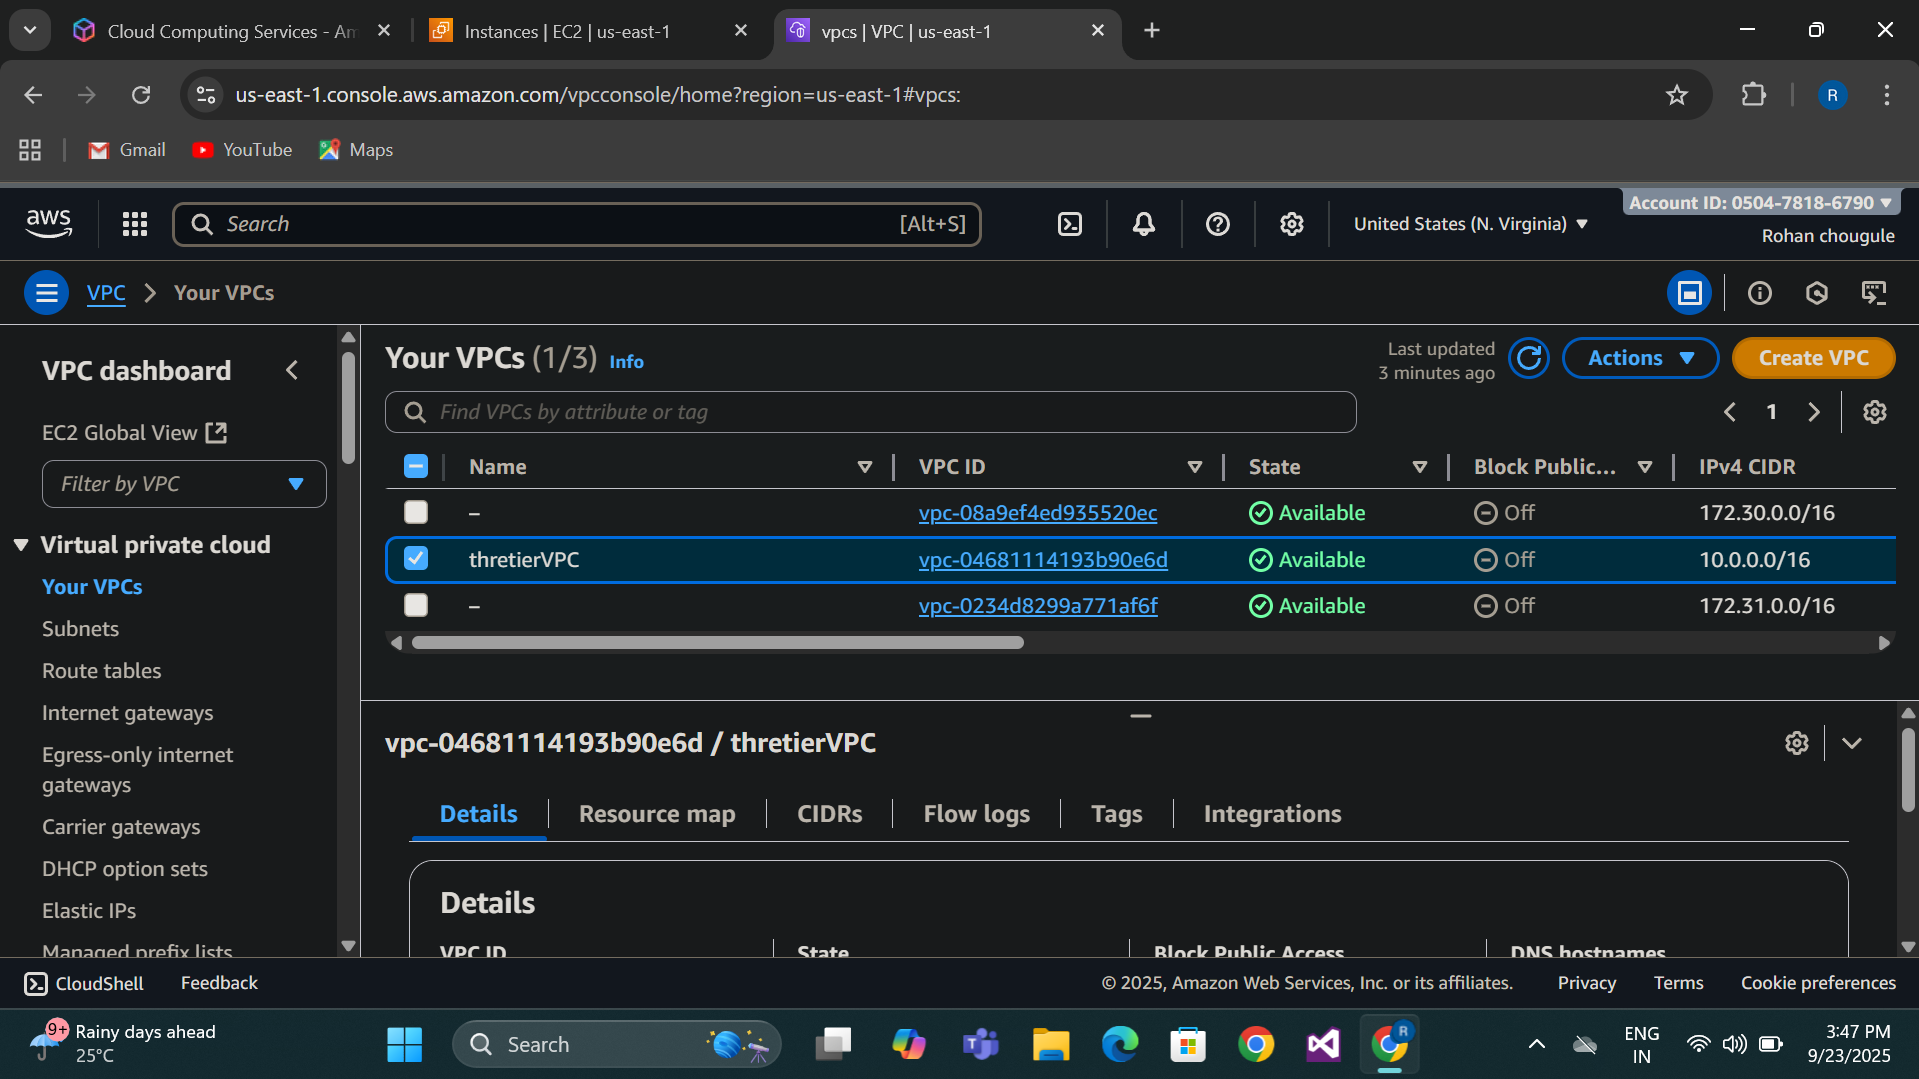 Cloud Computing Services - Am
Instances | EC2 | us-east-1
vpcs | VPC | us-east-1
us-east-1.console.aws.amazon.com/vpcconsole/home?region=us-east-1#vpcs:
R
Gmail
YouTube
Maps
aws
Search
[Alt+S]
United States (N. Virginia)
Account ID: 0504-7818-6790
Rohan chougule
VPC
Your VPCs
VPC dashboard
EC2 Global View
Filter by VPC
Virtual private cloud
Your VPCs
Subnets
Route tables
Internet gateways
Egress-only internet
gateways
Carrier gateways
DHCP option sets
Elastic IPs
Managed prefix lists
Your VPCs (1/3) Info
Last updated
3 minutes ago
Actions
Create VPC
Find VPCs by attribute or tag
1
Name VPC ID State Block Public... IPv4 CIDR
– vpc-08a9ef4ed935520ec Available Off 172.30.0.0/16
thretierVPC vpc-04681114193b90e6d Available Off 10.0.0.0/16
– vpc-0234d8299a771af6f Available Off 172.31.0.0/16
vpc-04681114193b90e6d / thretierVPC
Details Resource map CIDRs Flow logs Tags Integrations
Details
VPC ID State Block Public Access DNS hostnames
CloudShell Feedback © 2025, Amazon Web Services, Inc. or its affiliates. Privacy Terms Cookie preferences
9+
Rainy days ahead
25°C
Search
R
ENG
IN
3:47 PM
9/23/2025